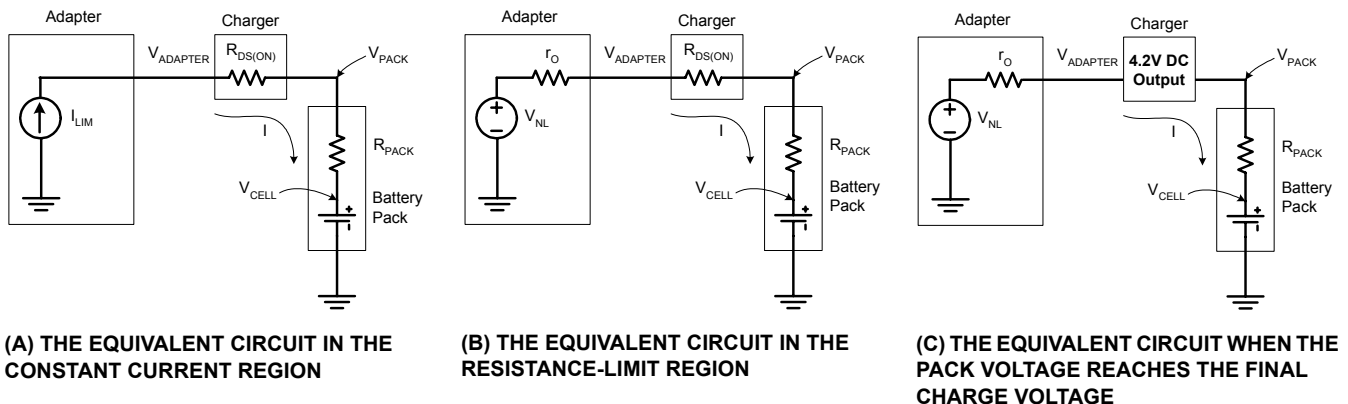 Adapter
Charger
V_ADAPTER
R_DS(ON)
V_PACK
I_LIM
I
R_PACK
V_CELL
Battery
Pack
(A) THE EQUIVALENT CIRCUIT IN THE
CONSTANT CURRENT REGION
Adapter
Charger
r_O
V_ADAPTER
R_DS(ON)
V_PACK
V_NL
I
R_PACK
V_CELL
Battery
Pack
(B) THE EQUIVALENT CIRCUIT IN THE
RESISTANCE-LIMIT REGION
Adapter
Charger
r_O
V_ADAPTER
4.2V DC
Output
V_PACK
V_NL
I
R_PACK
V_CELL
Battery
Pack
(C) THE EQUIVALENT CIRCUIT WHEN THE
PACK VOLTAGE REACHES THE FINAL
CHARGE VOLTAGE